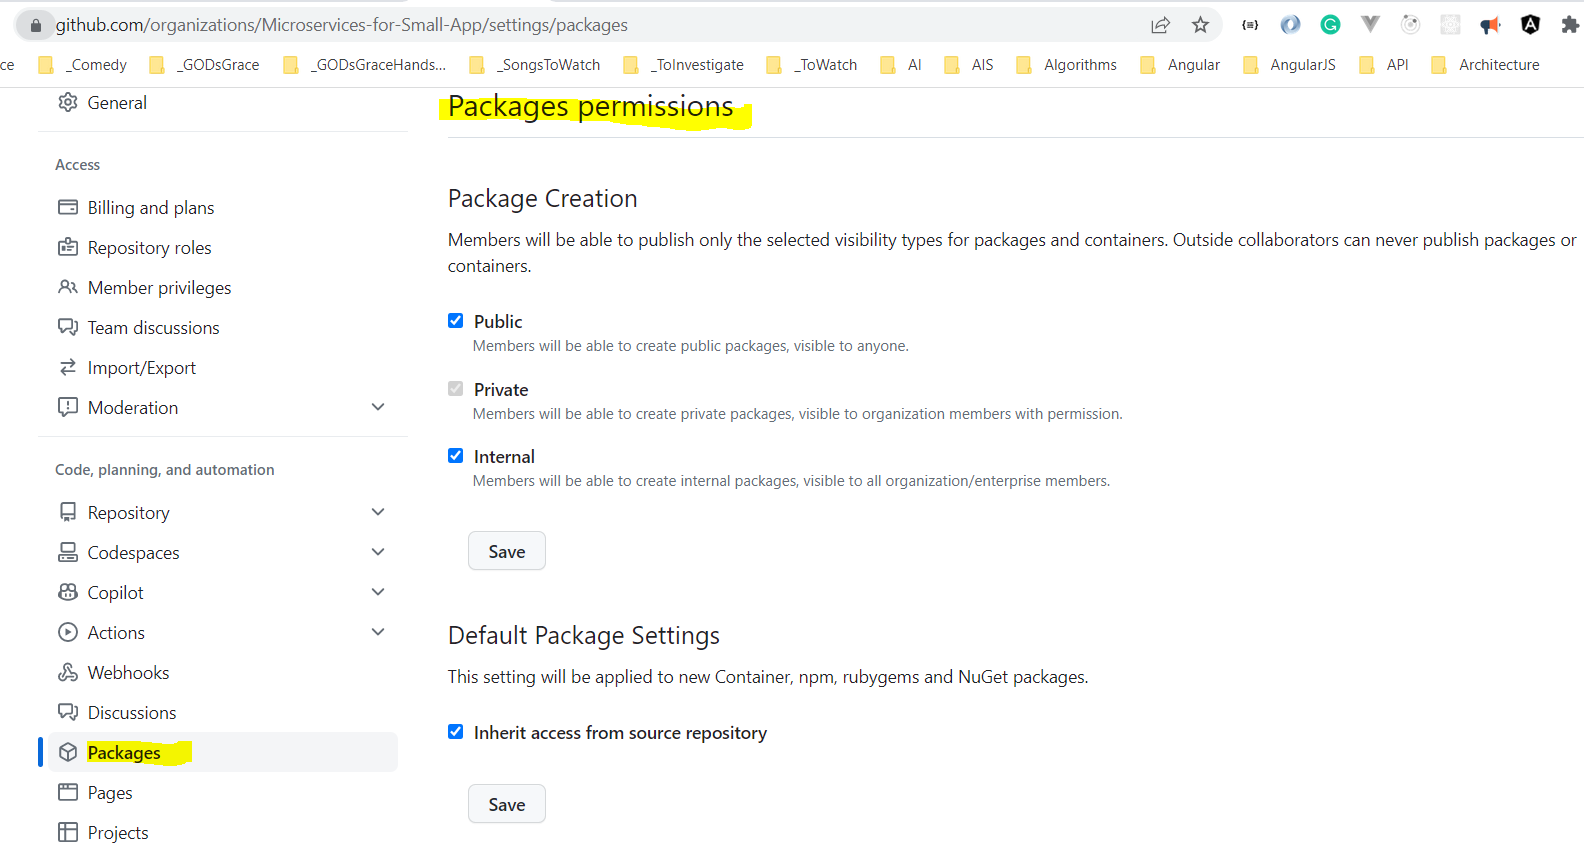 github.com/organizations/Microservices-for-Small-App/settings/packages
ce _Comedy _GODsGrace _GODsGraceHands... _SongsToWatch _ToInvestigate _ToWatch AI AIS Algorithms Angular AngularJS API Architecture
General
Access
Billing and plans
Repository roles
Member privileges
Team discussions
Import/Export
Moderation
Code, planning, and automation
Repository
Codespaces
Copilot
Actions
Webhooks
Discussions
Packages
Pages
Projects
Packages permissions
Package Creation
Members will be able to publish only the selected visibility types for packages and containers. Outside collaborators can never publish packages or
containers.
Public
Members will be able to create public packages, visible to anyone.
Private
Members will be able to create private packages, visible to organization members with permission.
Internal
Members will be able to create internal packages, visible to all organization/enterprise members.
Save
Default Package Settings
This setting will be applied to new Container, npm, rubygems and NuGet packages.
Inherit access from source repository
Save